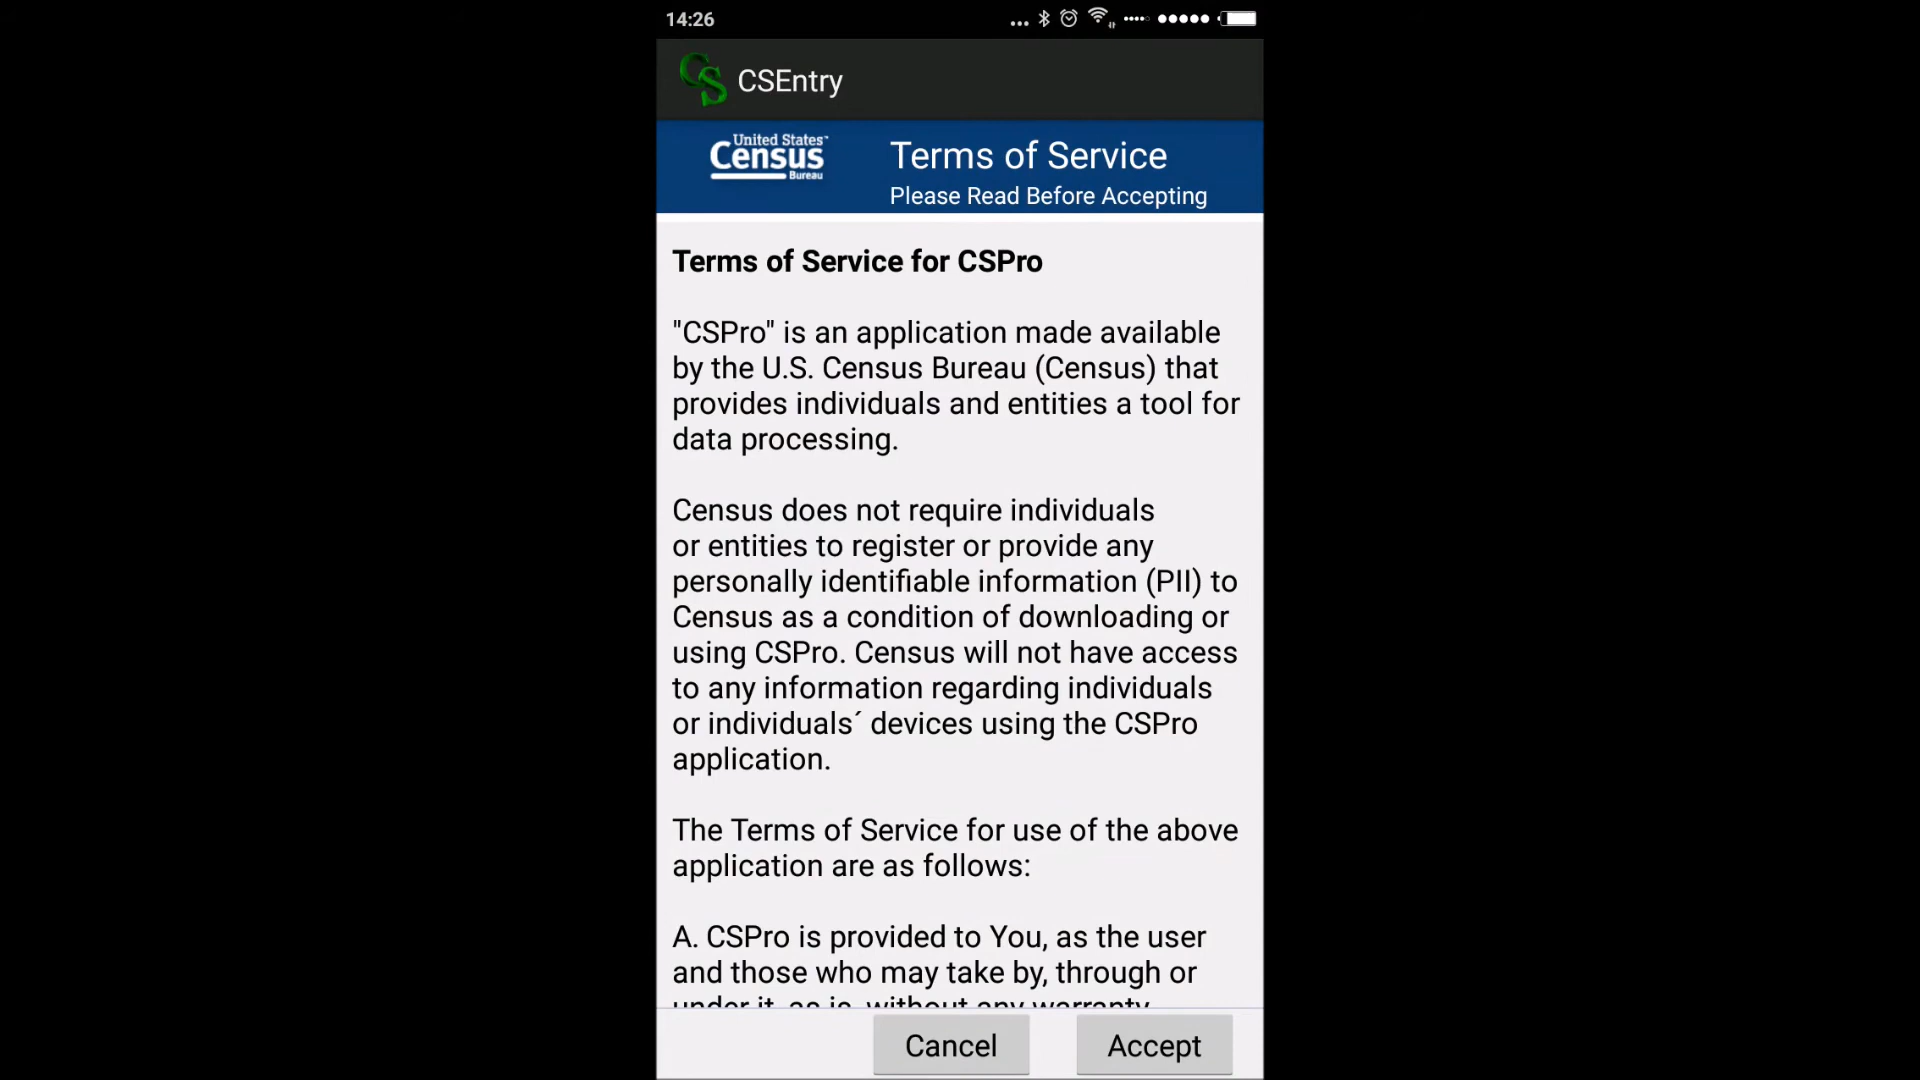 14:26
CS CSEntry
United States™
Census
Bureau
Terms of Service
Please Read Before Accepting
Terms of Service for CSPro
"CSPro" is an application made available
by the U.S. Census Bureau (Census) that
provides individuals and entities a tool for
data processing.
Census does not require individuals
or entities to register or provide any
personally identifiable information (PII) to
Census as a condition of downloading or
using CSPro. Census will not have access
to any information regarding individuals
or individuals´ devices using the CSPro
application.
The Terms of Service for use of the above
application are as follows:
A. CSPro is provided to You, as the user
and those who may take by, through or
under it, as is, without any warranty
Cancel
Accept